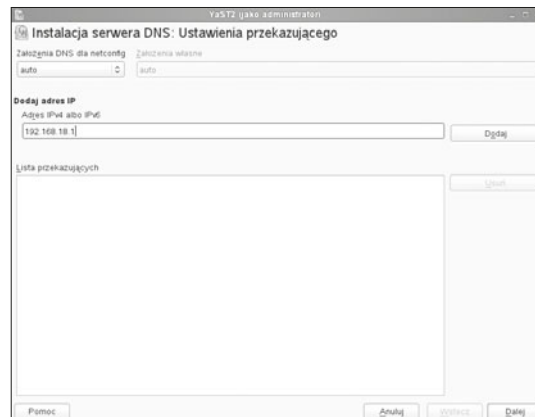 YaST2 (jako administrator)
Instalacja serwera DNS: Ustawienia przekazującego
Założenia DNS dla netconfig Założenia własne
auto auto
Dodaj adres IP
Adres IPv4 albo IPv6
192.168.18.1
Dodaj
Lista przekazujących
Usuń
Pomoc Anuluj Wstecz Dalej